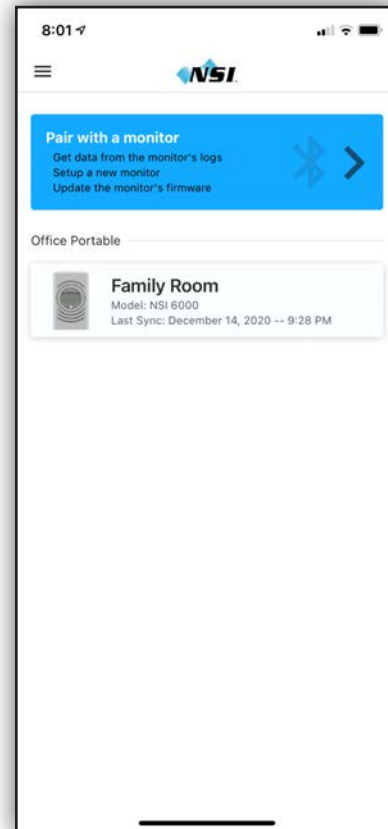 8:01
NSI
Pair with a monitor
Get data from the monitor's logs
Setup a new monitor
Update the monitor's firmware
Office Portable
Family Room
Model: NSI 6000
Last Sync: December 14, 2020 -- 9:28 PM